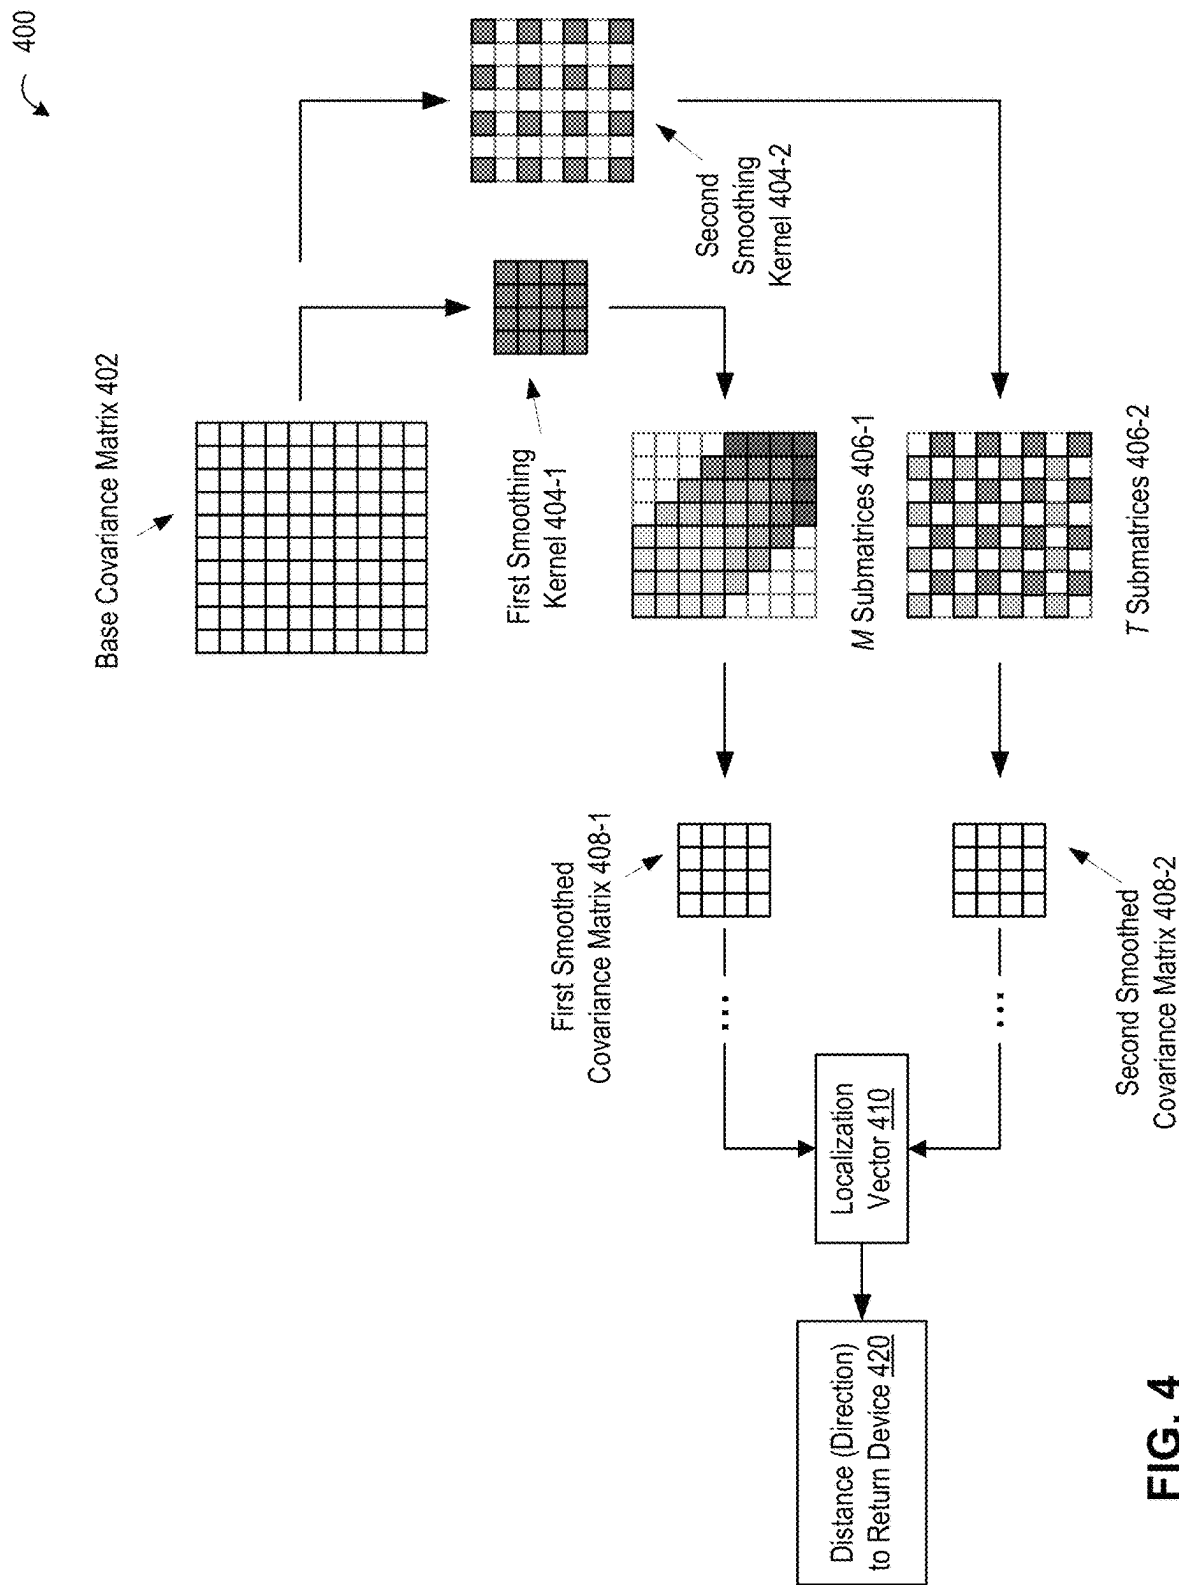 400
Base Covariance Matrix 402
First Smoothing
Kernel 404-1
Second
Smoothing
Kernel 404-2
M Submatrices 406-1
T Submatrices 406-2
First Smoothed
Covariance Matrix 408-1
Second Smoothed
Covariance Matrix 408-2
...
...
Localization
Vector 410
Distance (Direction)
to Return Device 420
FIG. 4